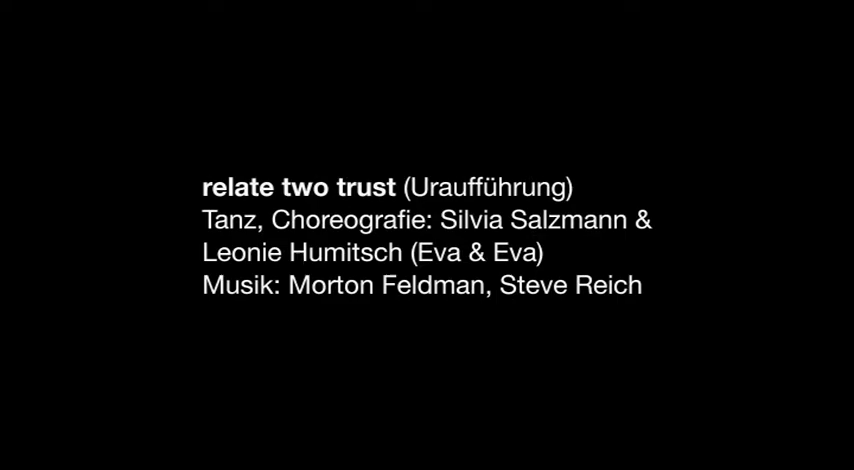 relate two trust (Uraufführung)
Tanz, Choreografie: Silvia Salzmann &
Leonie Humitsch (Eva & Eva)
Musik: Morton Feldman, Steve Reich